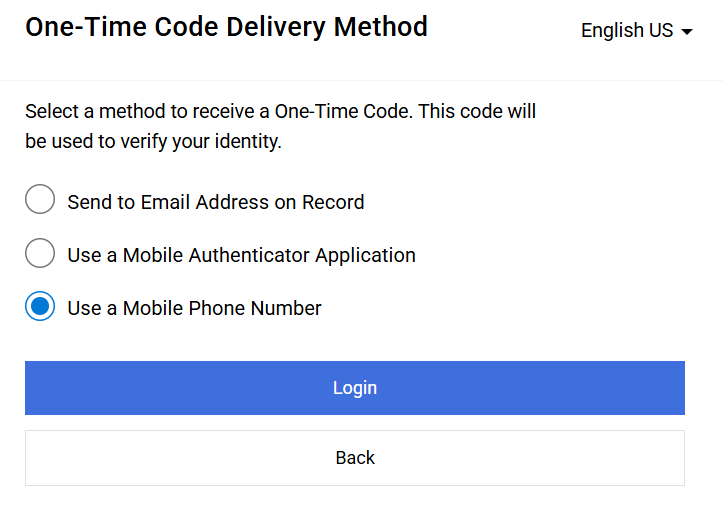 One-Time Code Delivery Method
English US
Select a method to receive a One-Time Code. This code will
be used to verify your identity.
Send to Email Address on Record
Use a Mobile Authenticator Application
Use a Mobile Phone Number
Login
Back